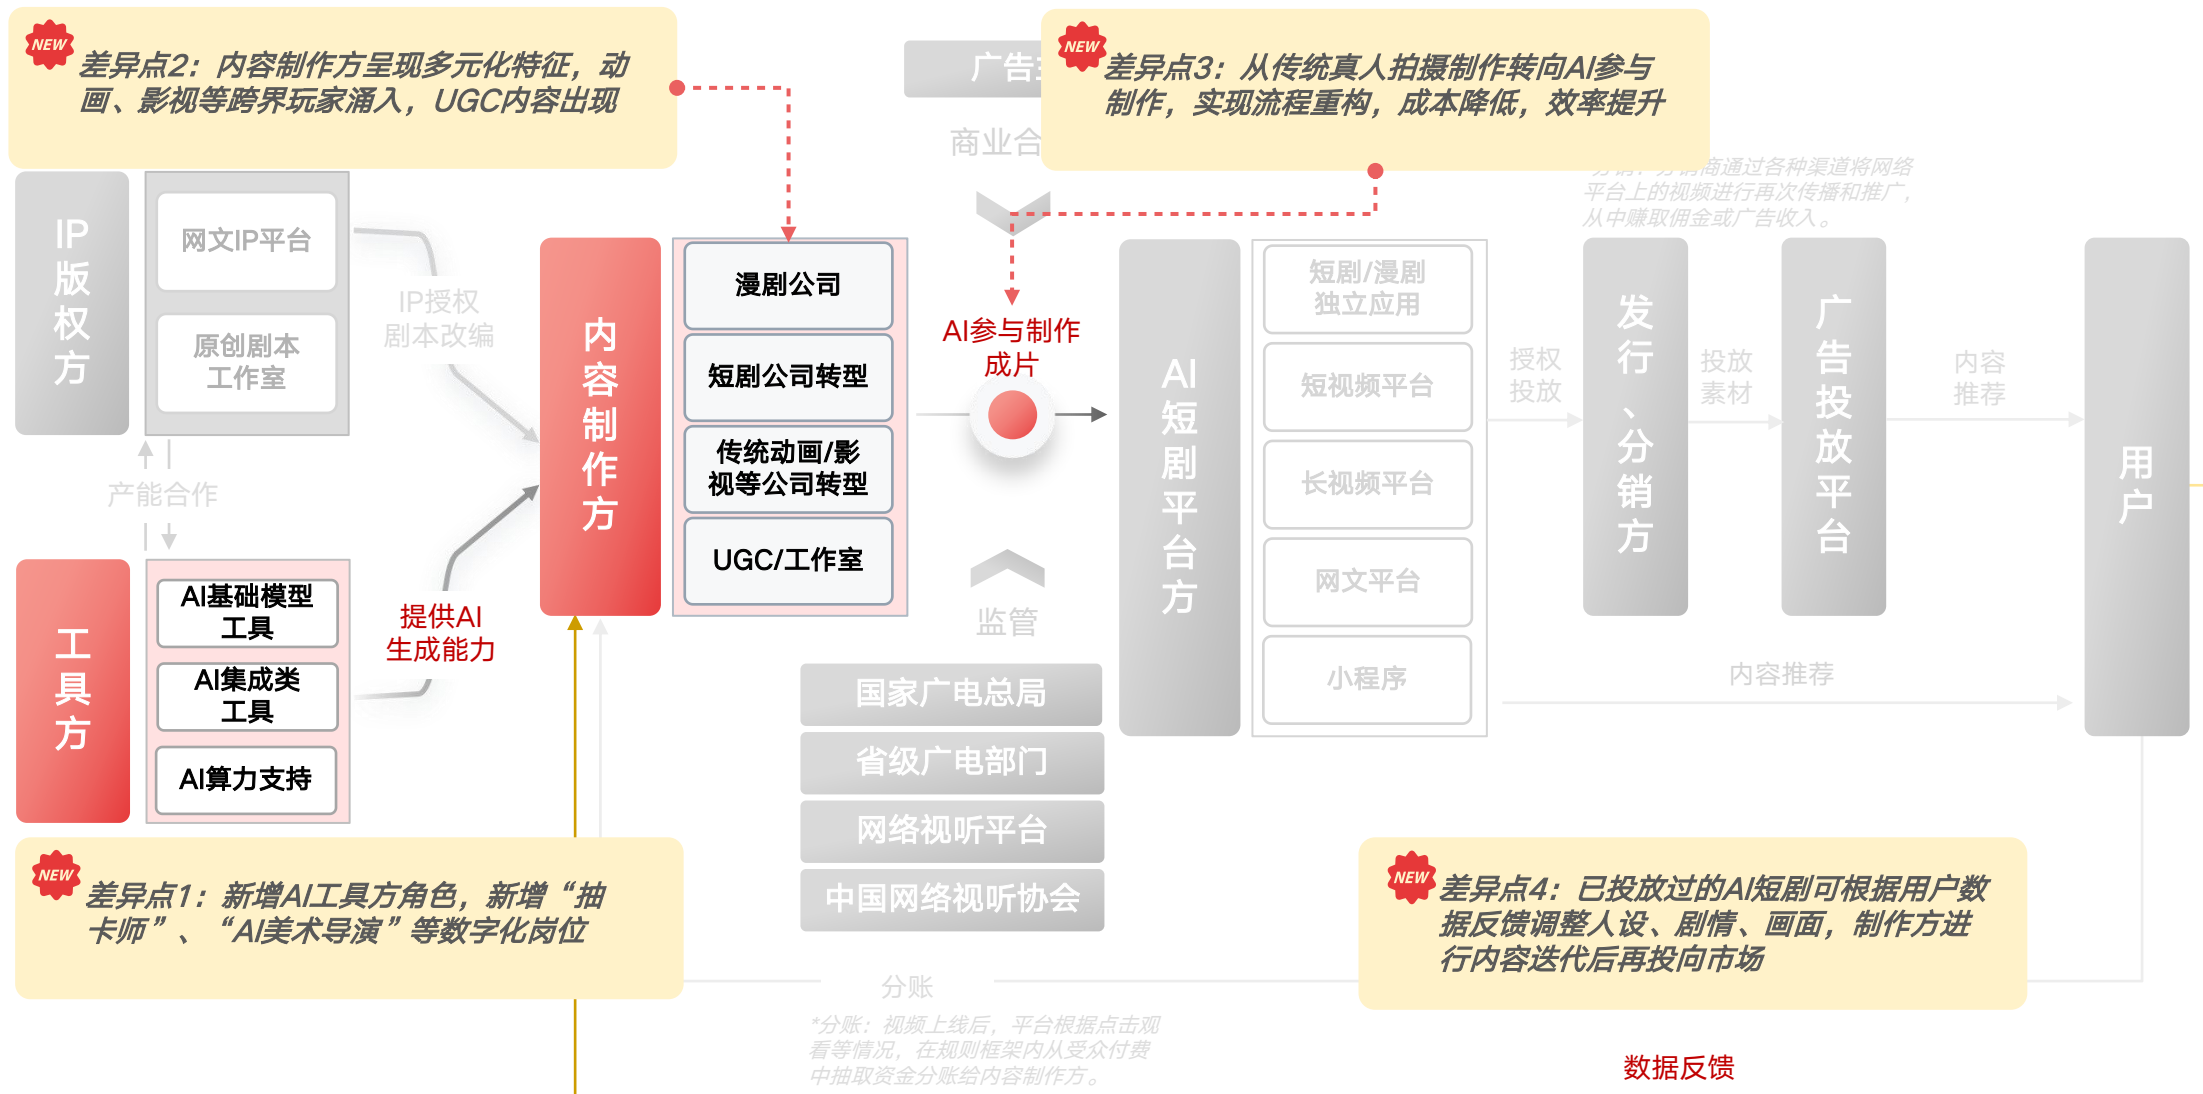 NEW
差异点2：内容制作方呈现多元化特征，动
画、影视等跨界玩家涌入，UGC内容出现
广告
商业合
NEW
差异点3：从传统真人拍摄制作转向AI参与
制作，实现流程重构，成本降低，效率提升
商通过各种渠道将网络
平台上的视频进行再次传播和推广，
从中赚取佣金或广告收入。
IP版权方
网文IP平台
原创剧本
工作室
IP授权
剧本改编
产能合作
工具方
AI基础模型
工具
AI集成类
工具
AI算力支持
提供AI
生成能力
内容制作方
漫剧公司
短剧公司转型
传统动画/影
视等公司转型
UGC/工作室
AI参与制作
成片
监管
国家广电总局
省级广电部门
网络视听平台
中国网络视听协会
AI短剧平台方
短剧/漫剧
独立应用
短视频平台
长视频平台
网文平台
小程序
授权
投放
发行、分销方
投放
素材
广告投放平台
内容
推荐
内容推荐
用户
NEW
差异点1：新增AI工具方角色，新增“抽
卡师”、“AI美术导演”等数字化岗位
NEW
差异点4：已投放过的AI短剧可根据用户数
据反馈调整人设、剧情、画面，制作方进
行内容迭代后再投向市场
分账
*分账：视频上线后，平台根据点击观
看等情况，在规则框架内从受众付费
中抽取资金分账给内容制作方。
数据反馈